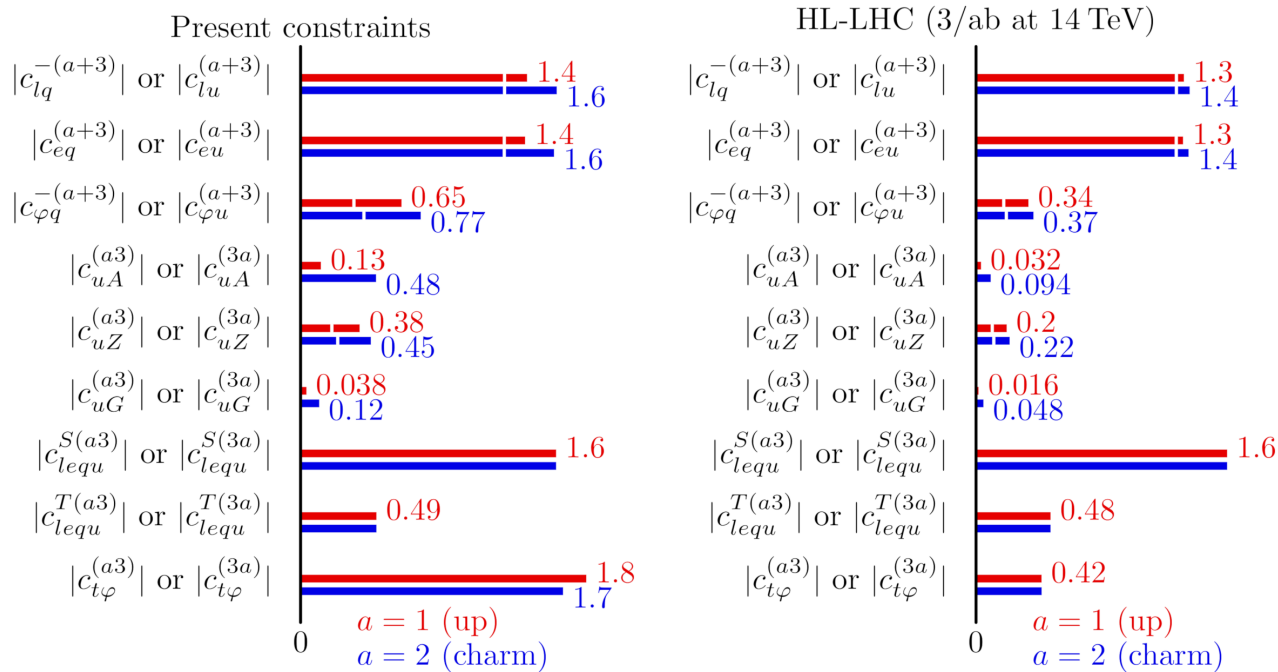 Present constraints
|c_{lq}^{-(a+3)}| or |c_{lu}^{(a+3)}|
1.4
1.6
|c_{eq}^{(a+3)}| or |c_{eu}^{(a+3)}|
1.4
1.6
|c_{φq}^{-(a+3)}| or |c_{φu}^{(a+3)}|
0.65
0.77
|c_{uA}^{(a3)}| or |c_{uA}^{(3a)}|
0.13
0.48
|c_{uZ}^{(a3)}| or |c_{uZ}^{(3a)}|
0.38
0.45
|c_{uG}^{(a3)}| or |c_{uG}^{(3a)}|
0.038
0.12
|c_{lequ}^{S(a3)}| or |c_{lequ}^{S(3a)}|
1.6
|c_{lequ}^{T(a3)}| or |c_{lequ}^{T(3a)}|
0.49
|c_{tφ}^{(a3)}| or |c_{tφ}^{(3a)}|
1.8
1.7
0
a = 1 (up)
a = 2 (charm)
HL-LHC (3/ab at 14 TeV)
|c_{lq}^{-(a+3)}| or |c_{lu}^{(a+3)}|
1.3
1.4
|c_{eq}^{(a+3)}| or |c_{eu}^{(a+3)}|
1.3
1.4
|c_{φq}^{-(a+3)}| or |c_{φu}^{(a+3)}|
0.34
0.37
|c_{uA}^{(a3)}| or |c_{uA}^{(3a)}|
0.032
0.094
|c_{uZ}^{(a3)}| or |c_{uZ}^{(3a)}|
0.2
0.22
|c_{uG}^{(a3)}| or |c_{uG}^{(3a)}|
0.016
0.048
|c_{lequ}^{S(a3)}| or |c_{lequ}^{S(3a)}|
1.6
|c_{lequ}^{T(a3)}| or |c_{lequ}^{T(3a)}|
0.48
|c_{tφ}^{(a3)}| or |c_{tφ}^{(3a)}|
0.42
0
a = 1 (up)
a = 2 (charm)